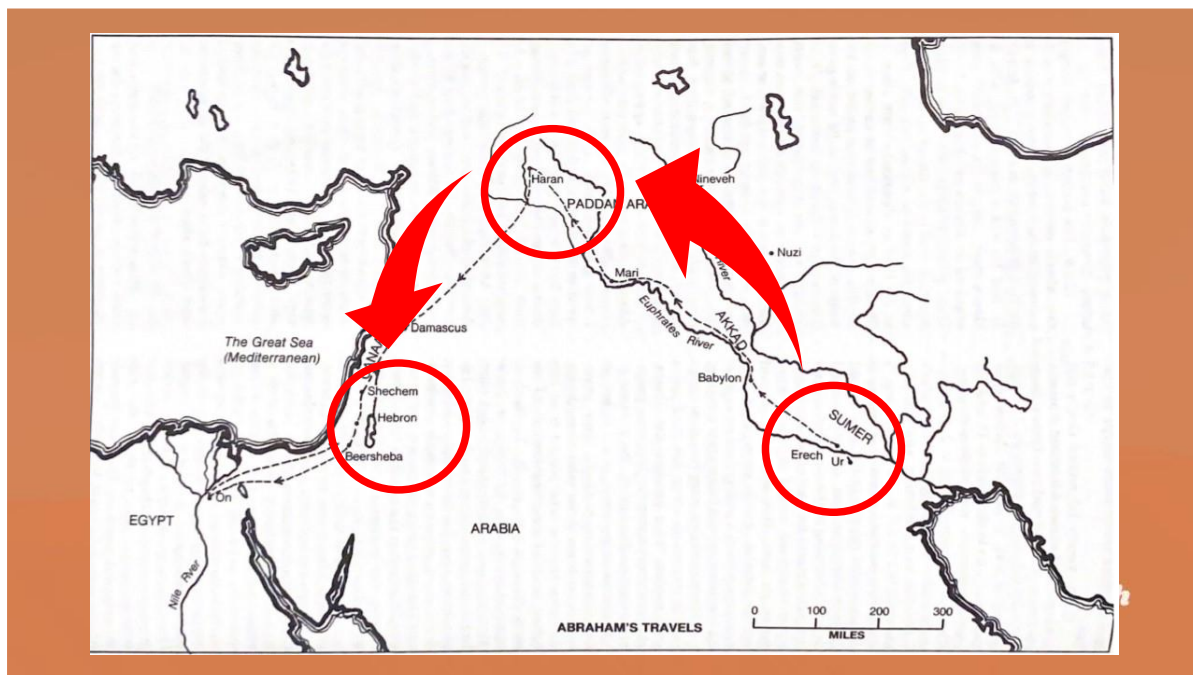 Haran
Nineveh
PADDAN ARA
Nuzi
River
Mari
Euphrates
River
AKKAD
The Great Sea
(Mediterranean)
Damascus
Babylon
Shechem
Hebron
SUMER
Beersheba
Erech
Ur
On
EGYPT
ARABIA
Nile River
0 100 200 300
MILES
ABRAHAM'S TRAVELS